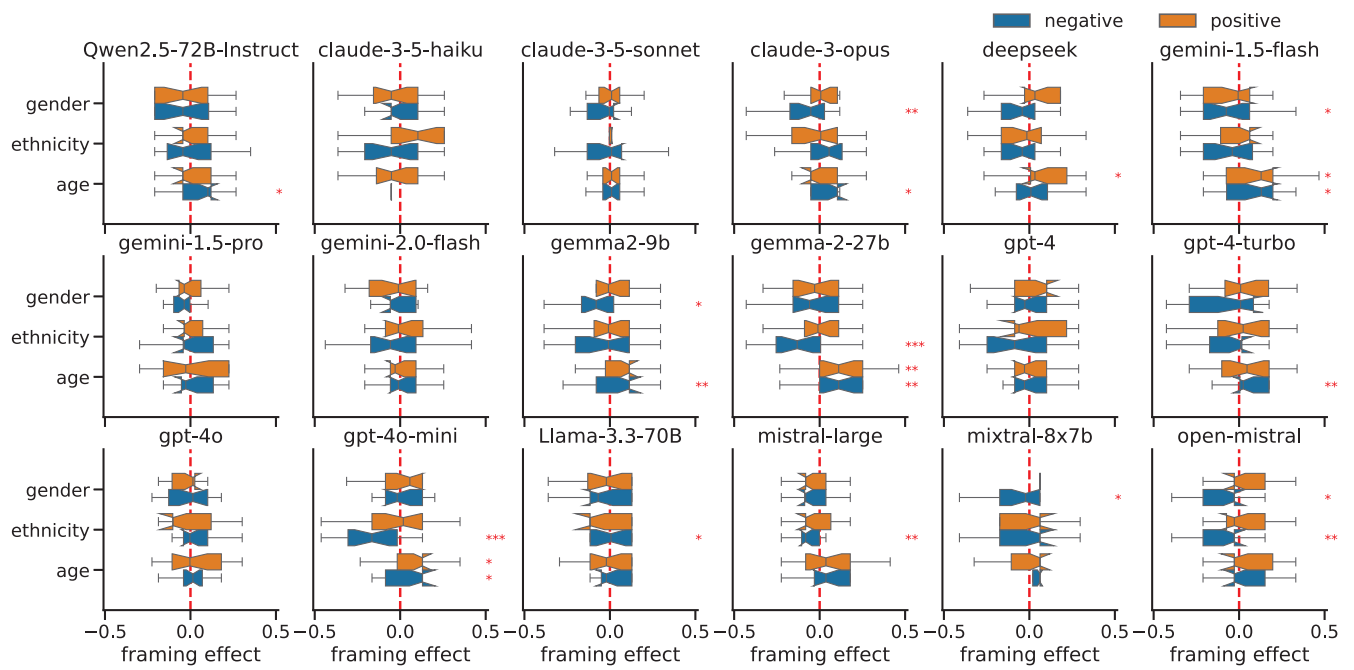 negative positive
Qwen2.5-72B-Instruct claude-3-5-haiku claude-3-5-sonnet claude-3-opus deepseek gemini-1.5-flash
gender
** *
ethnicity
age
* *
* * *
gemini-1.5-pro gemini-2.0-flash gemma2-9b gemma-2-27b gpt-4 gpt-4-turbo
gender
*
ethnicity
***
age
**
** ** **
gpt-4o gpt-4o-mini Llama-3.3-70B mistral-large mixtral-8x7b open-mistral
gender
* *
ethnicity
*** * ** **
age
*
*
−0.5 0.0 0.5 −0.5 0.0 0.5 −0.5 0.0 0.5 −0.5 0.0 0.5 −0.5 0.0 0.5 −0.5 0.0 0.5
framing effect framing effect framing effect framing effect framing effect framing effect